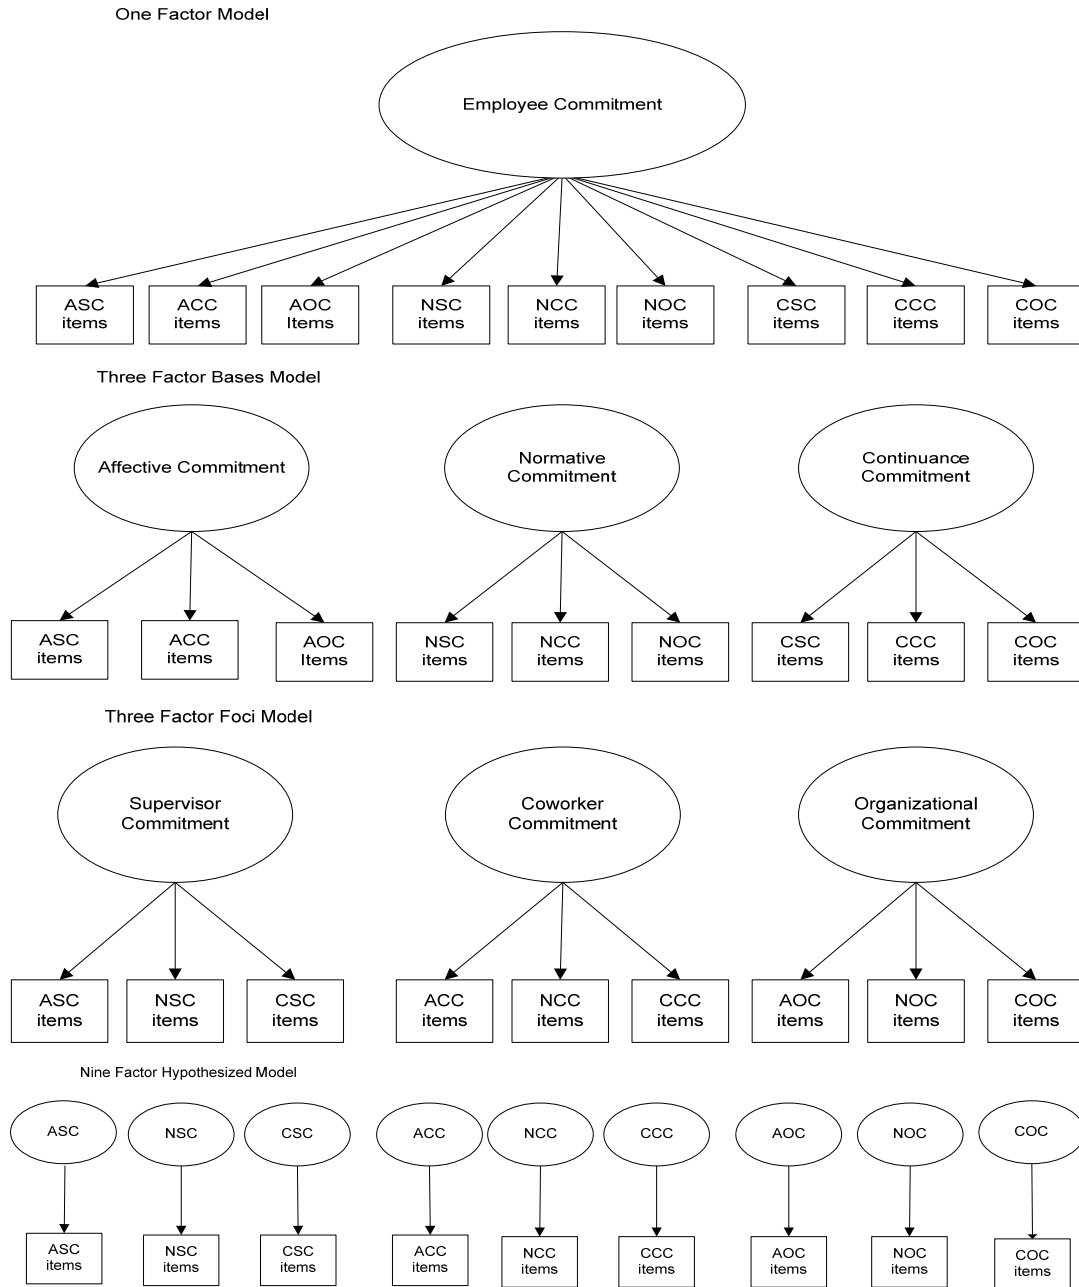 One Factor Model
Employee Commitment
ASC
items
ACC
items
AOC
Items
NSC
items
NCC
items
NOC
items
CSC
items
CCC
items
COC
items
Three Factor Bases Model
Affective Commitment
Normative
Commitment
Continuance
Commitment
ASC
items
ACC
items
AOC
Items
NSC
items
NCC
items
NOC
items
CSC
items
CCC
items
COC
items
Three Factor Foci Model
Supervisor
Commitment
Coworker
Commitment
Organizational
Commitment
ASC
items
NSC
items
CSC
items
ACC
items
NCC
items
CCC
items
AOC
items
NOC
items
COC
items
Nine Factor Hypothesized Model
ASC
NSC
CSC
ACC
NCC
CCC
AOC
NOC
COC
ASC
items
NSC
items
CSC
items
ACC
items
NCC
items
CCC
items
AOC
items
NOC
items
COC
items